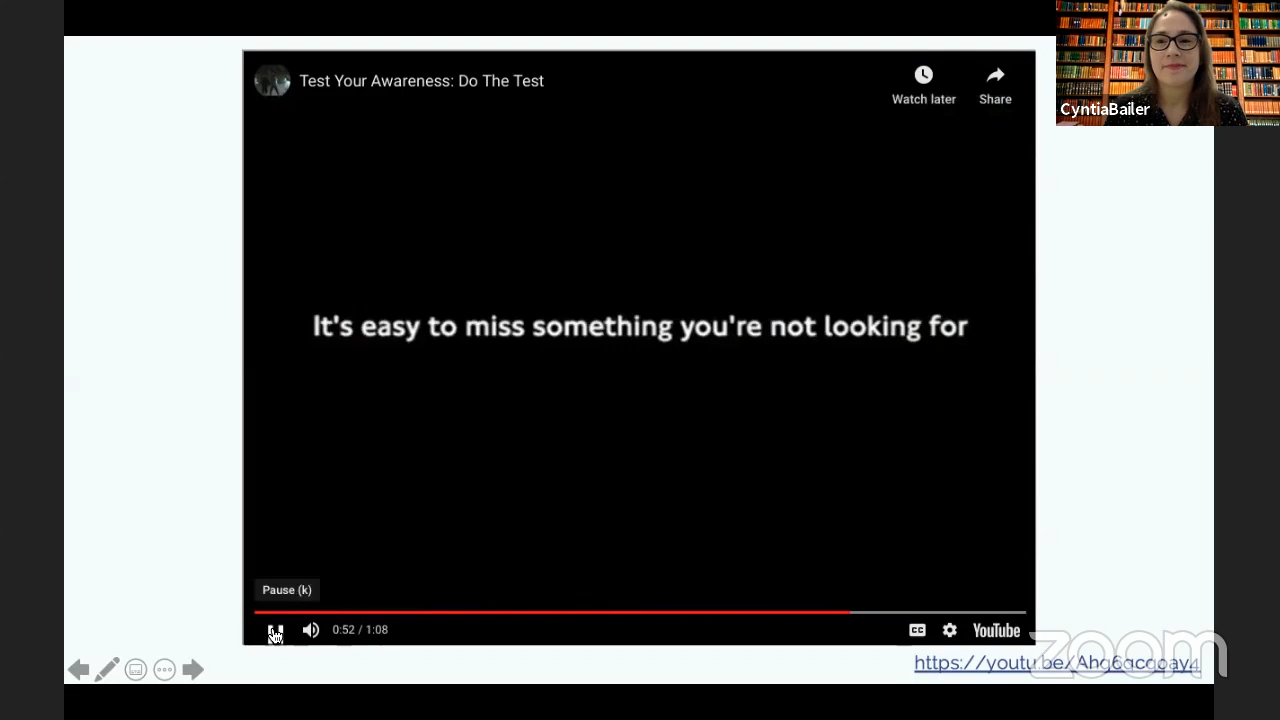 CyntiaBailer
Test Your Awareness: Do The Test
Watch later
Share
It's easy to miss something you're not looking for
Pause (k)
0:52 / 1:08
CC
YouTube
zoom